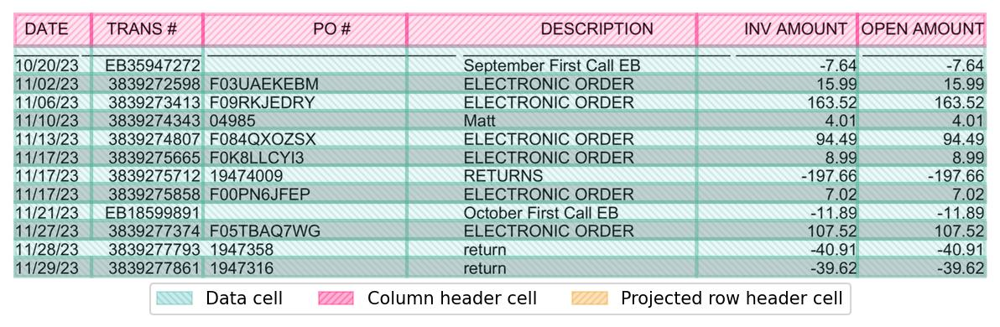 DATE TRANS # PO # DESCRIPTION INV AMOUNT OPEN AMOUNT
10/20/23 EB35947272 September First Call EB -7.64 -7.64
11/02/23 3839272598 F03UAEKEBM ELECTRONIC ORDER 15.99 15.99
11/06/23 3839273413 F09RKJEDRY ELECTRONIC ORDER 163.52 163.52
11/10/23 3839274343 04985 Matt 4.01 4.01
11/13/23 3839274807 F084QXOZSX ELECTRONIC ORDER 94.49 94.49
11/17/23 3839275665 F0K8LLCYI3 ELECTRONIC ORDER 8.99 8.99
11/17/23 3839275712 19474009 RETURNS -197.66 -197.66
11/17/23 3839275858 F00PN6JFEP ELECTRONIC ORDER 7.02 7.02
11/21/23 EB18599891 October First Call EB -11.89 -11.89
11/27/23 3839277374 F05TBAQ7WG ELECTRONIC ORDER 107.52 107.52
11/28/23 3839277793 1947358 return -40.91 -40.91
11/29/23 3839277861 1947316 return -39.62 -39.62
Data cell Column header cell Projected row header cell